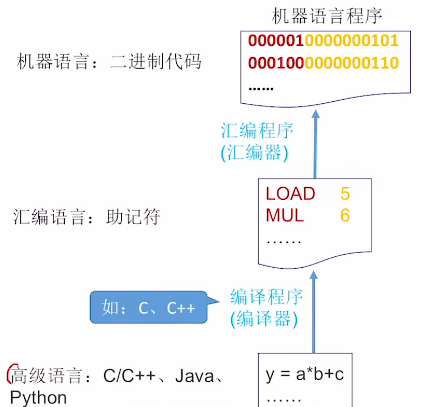 机器语言程序
0000010000000101
0001000000000110
......
机器语言：二进制代码
汇编程序
(汇编器)
LOAD 5
MUL 6
......
汇编语言：助记符
如：C、C++
编译程序
(编译器)
高级语言：C/C++、Java、
Python
y = a*b+c
......